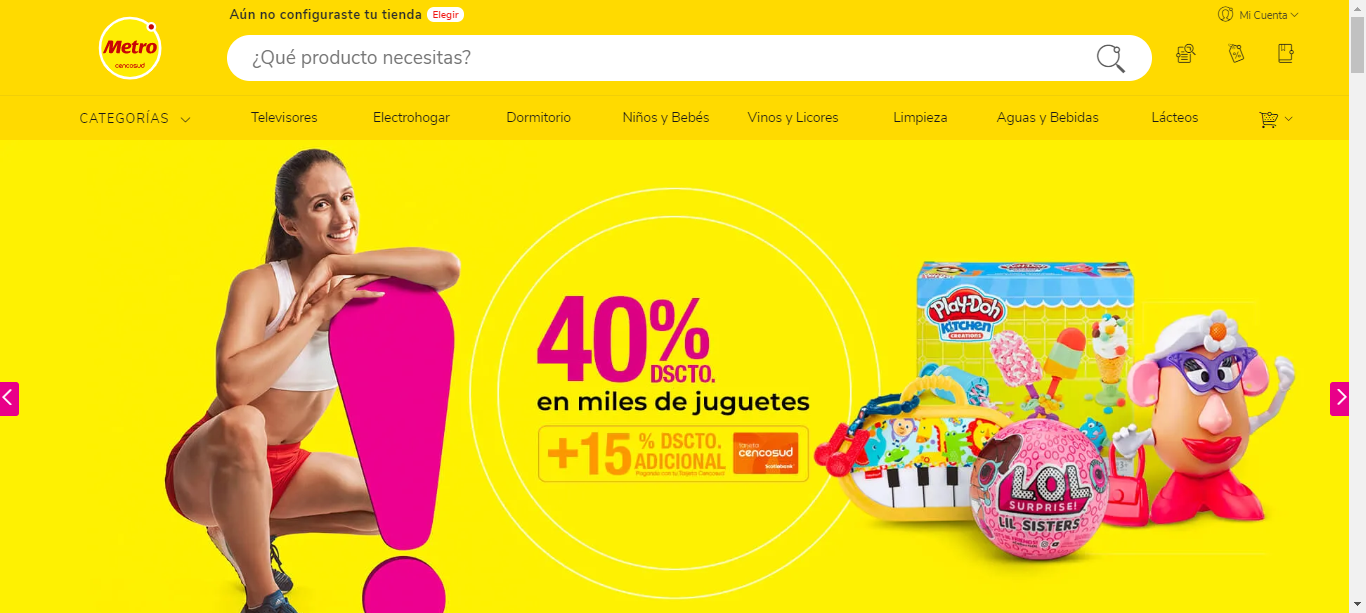 Aún no configuraste tu tienda Elegir
Mi Cuenta
Metro
cencosud
¿Qué producto necesitas?
CATEGORÍAS Televisores Electrohogar Dormitorio Niños y Bebés Vinos y Licores Limpieza Aguas y Bebidas Lácteos
40%
DSCTO.
en miles de juguetes
+15 % DSCTO.
ADICIONAL
Pagando con tu Tarjeta Cencosud
Tarjeta
cencosud
Scotiabank
Play-Doh
KITCHEN
CREATIONS
L.O.L
SURPRISE!
LIL SISTERS